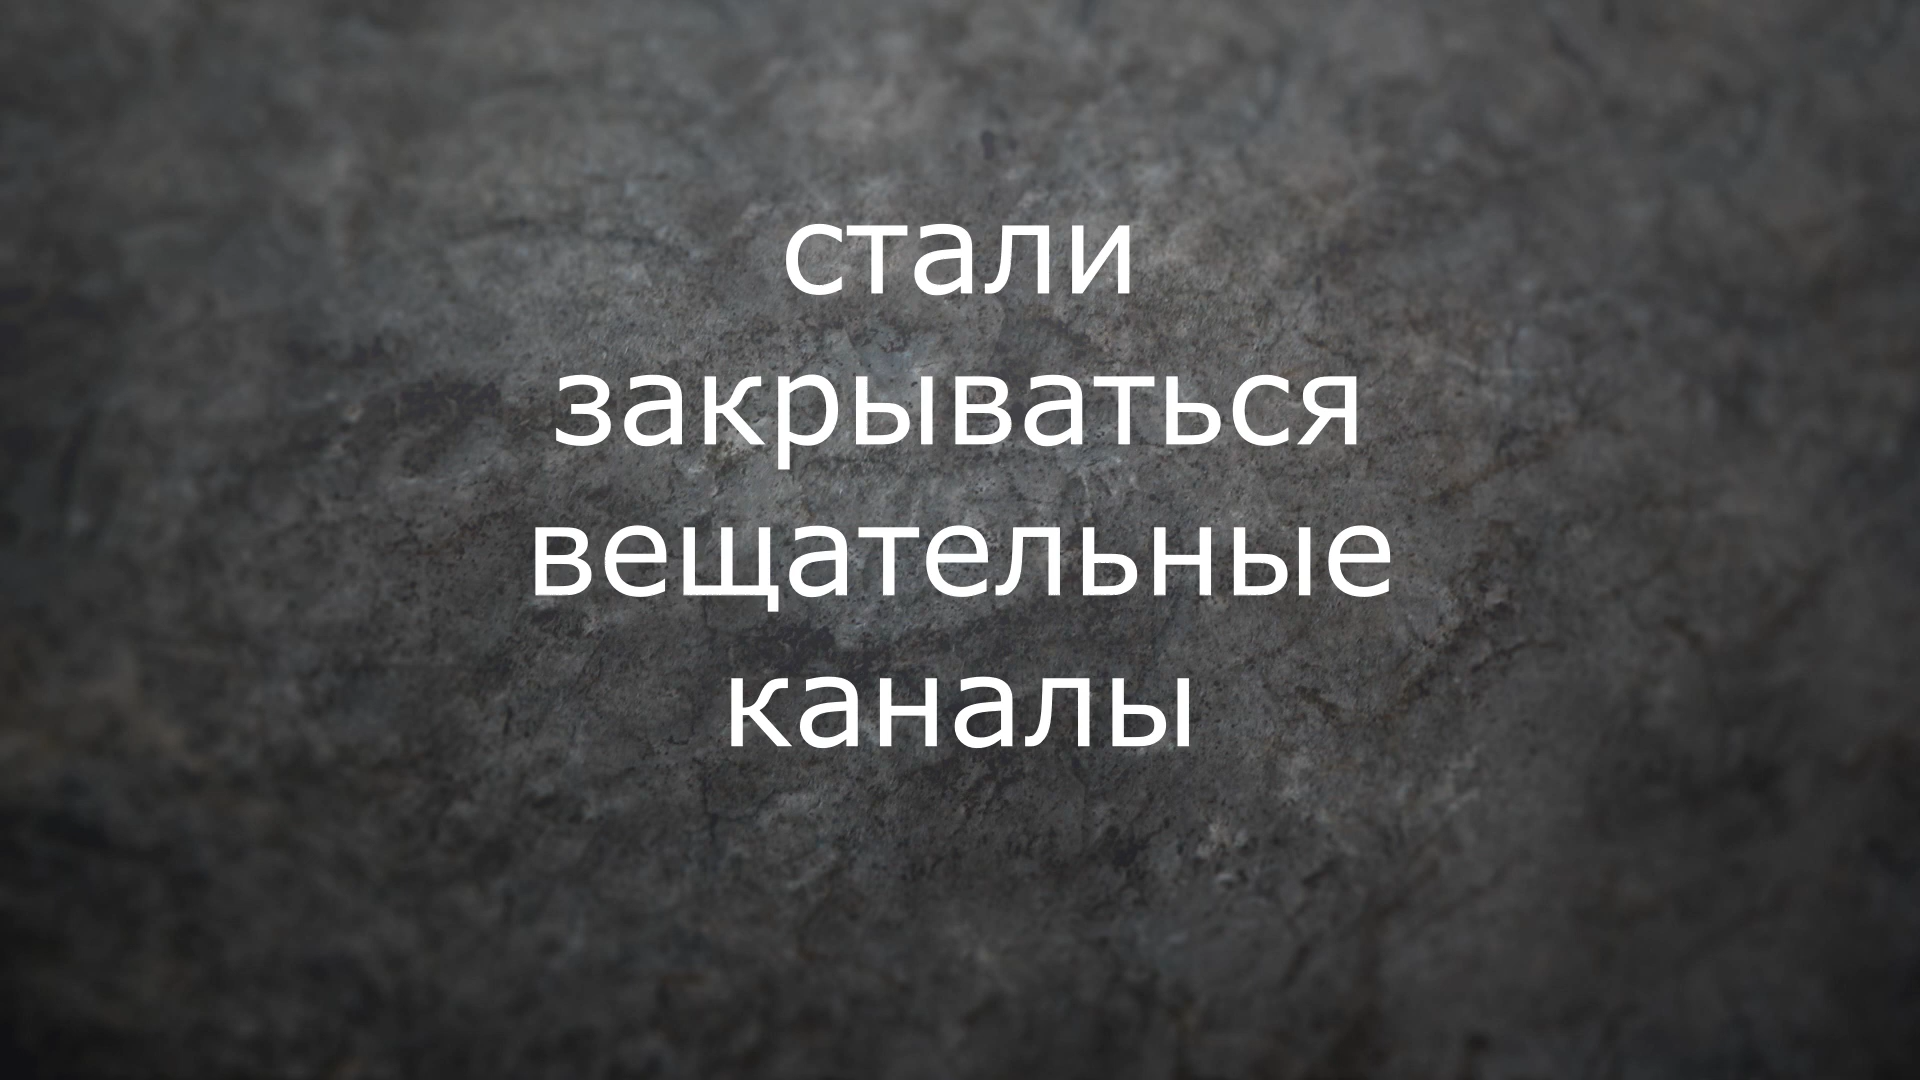 стали
закрываться
вещательные
каналы